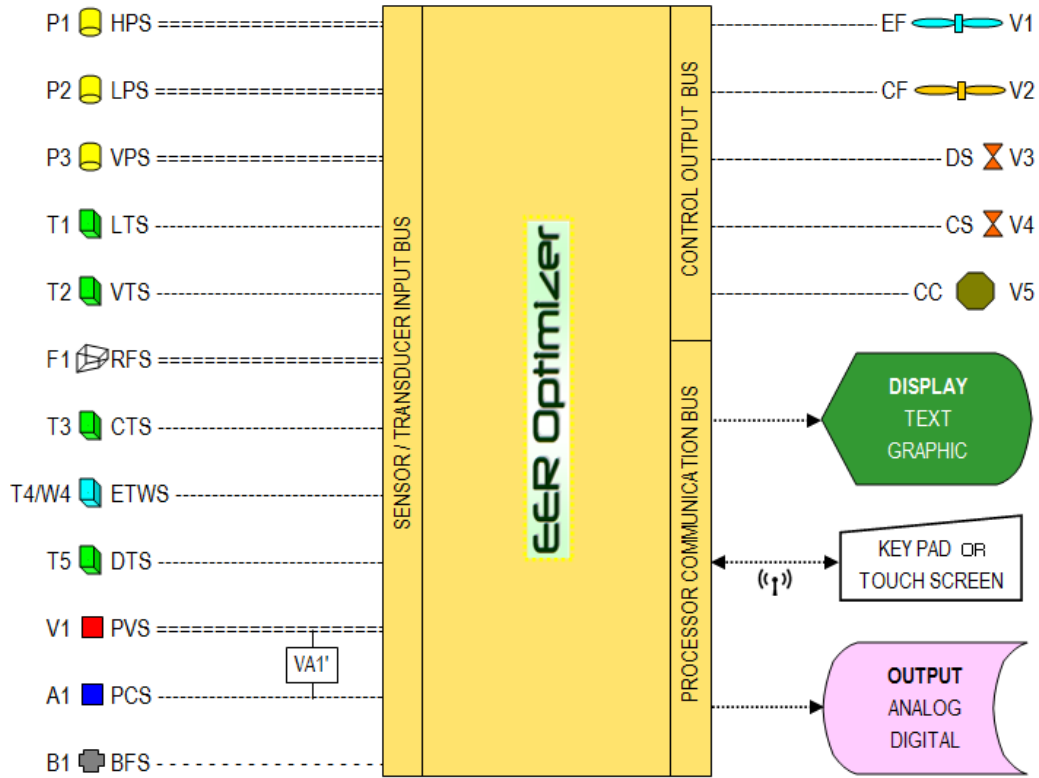 P1 HPS
P2 LPS
P3 VPS
T1 LTS
T2 VTS
F1 RFS
T3 CTS
T4/W4 ETWS
T5 DTS
V1 PVS
VA1'
A1 PCS
B1 BFS
SENSOR / TRANSDUCER INPUT BUS
EER Optimizer
CONTROL OUTPUT BUS
PROCESSOR COMMUNICATION BUS
EF V1
CF V2
DS V3
CS V4
CC V5
DISPLAY
TEXT
GRAPHIC
KEY PAD OR
TOUCH SCREEN
OUTPUT
ANALOG
DIGITAL